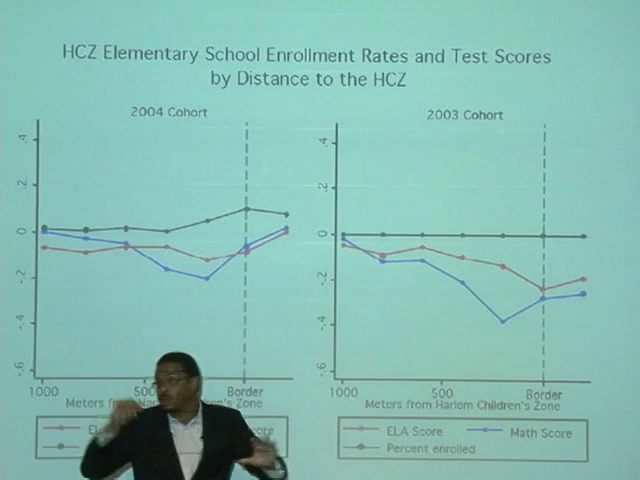 HCZ Elementary School Enrollment Rates and Test Scores
by Distance to the HCZ
2004 Cohort
2003 Cohort
.4
.2
0
-.2
-.4
-.6
1000
Border
Meters
Zone
.4
.2
0
-.2
-.4
-.6
1000
500
Border
Meters from Harlem Children's Zone
ELA Score
Math Score
Percent enrolled